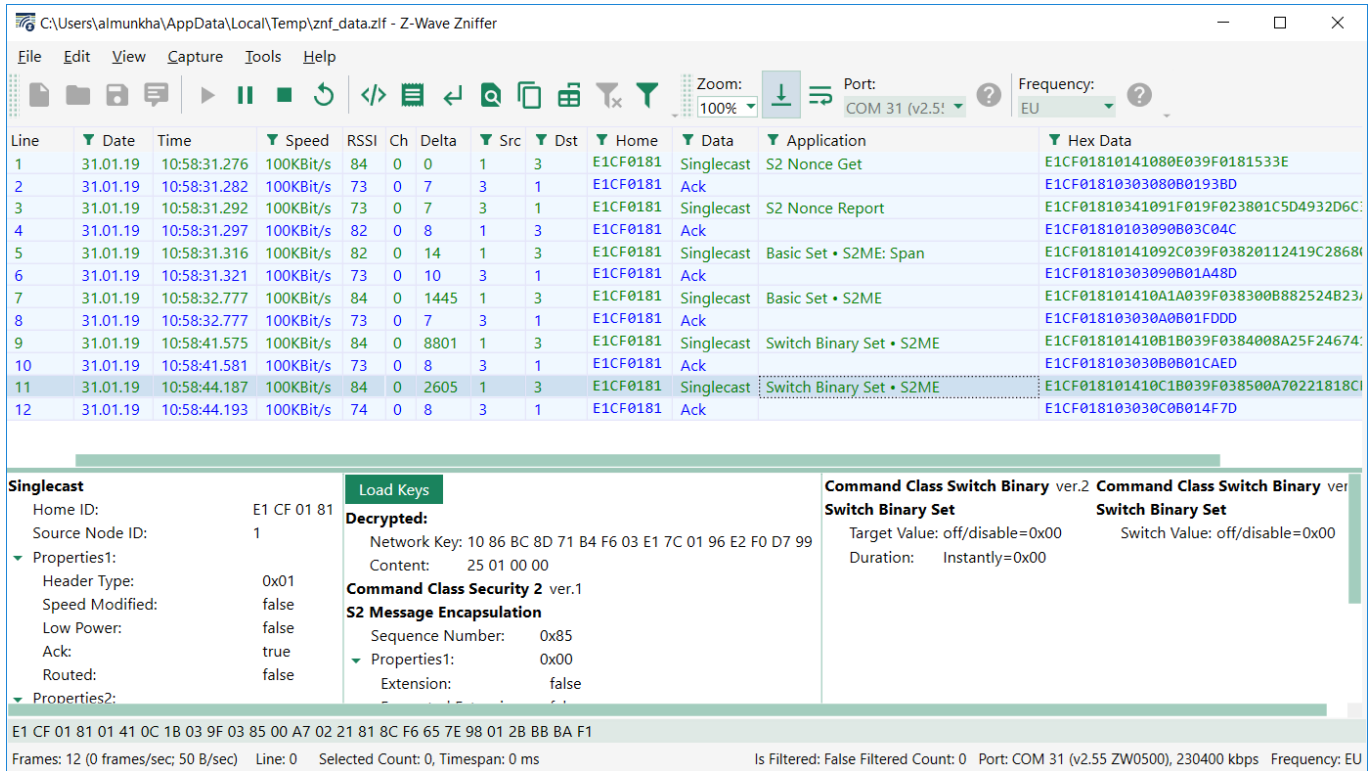 C:\Users\almunkha\AppData\Local\Temp\znf_data.zlf - Z-Wave Zniffer
File Edit View Capture Tools Help
Zoom: Port: Frequency:
100% COM 31 (v2.5! EU
Line Date Time Speed RSSI Ch Delta Src Dst Home Data Application Hex Data
1 31.01.19 10:58:31.276 100KBit/s 84 0 0 1 3 E1CF0181 Singlecast S2 Nonce Get E1CF01810141080E039F0181533E
2 31.01.19 10:58:31.282 100KBit/s 73 0 7 3 1 E1CF0181 Ack E1CF01810303080B0193BD
3 31.01.19 10:58:31.292 100KBit/s 73 0 7 3 1 E1CF0181 Singlecast S2 Nonce Report E1CF01810341091F019F023801C5D4932D6C
4 31.01.19 10:58:31.297 100KBit/s 82 0 8 1 3 E1CF0181 Ack E1CF01810103090B03C04C
5 31.01.19 10:58:31.316 100KBit/s 82 0 14 1 3 E1CF0181 Singlecast Basic Set • S2ME: Span E1CF01810141092C039F03820112419C2868
6 31.01.19 10:58:31.321 100KBit/s 73 0 10 3 1 E1CF0181 Ack E1CF01810303090B01A48D
7 31.01.19 10:58:32.777 100KBit/s 84 0 1445 1 3 E1CF0181 Singlecast Basic Set • S2ME E1CF018101410A1A039F038300B882524B23
8 31.01.19 10:58:32.777 100KBit/s 73 0 7 3 1 E1CF0181 Ack E1CF018103030A0B01FDDD
9 31.01.19 10:58:41.575 100KBit/s 84 0 8801 1 3 E1CF0181 Singlecast Switch Binary Set • S2ME E1CF018101410B1B039F0384008A25F24674
10 31.01.19 10:58:41.581 100KBit/s 73 0 8 3 1 E1CF0181 Ack E1CF018103030B0B01CAED
11 31.01.19 10:58:44.187 100KBit/s 84 0 2605 1 3 E1CF0181 Singlecast Switch Binary Set • S2ME E1CF018101410C1B039F038500A70221818C
12 31.01.19 10:58:44.193 100KBit/s 74 0 8 3 1 E1CF0181 Ack E1CF018103030C0B014F7D
Singlecast
Home ID: E1 CF 01 81
Source Node ID: 1
Properties1:
Header Type: 0x01
Speed Modified: false
Low Power: false
Ack: true
Routed: false
Properties2:
Load Keys
Decrypted:
Network Key: 10 86 BC 8D 71 B4 F6 03 E1 7C 01 96 E2 F0 D7 99
Content: 25 01 00 00
Command Class Security 2 ver.1
S2 Message Encapsulation
Sequence Number: 0x85
Properties1: 0x00
Extension: false
Command Class Switch Binary ver.2 Command Class Switch Binary ver
Switch Binary Set Switch Binary Set
Target Value: off/disable=0x00 Switch Value: off/disable=0x00
Duration: Instantly=0x00
E1 CF 01 81 01 41 0C 1B 03 9F 03 85 00 A7 02 21 81 8C F6 65 7E 98 01 2B BB BA F1
Frames: 12 (0 frames/sec; 50 B/sec) Line: 0 Selected Count: 0, Timespan: 0 ms Is Filtered: False Filtered Count: 0 Port: COM 31 (v2.55 ZW0500), 230400 kbps Frequency: EU